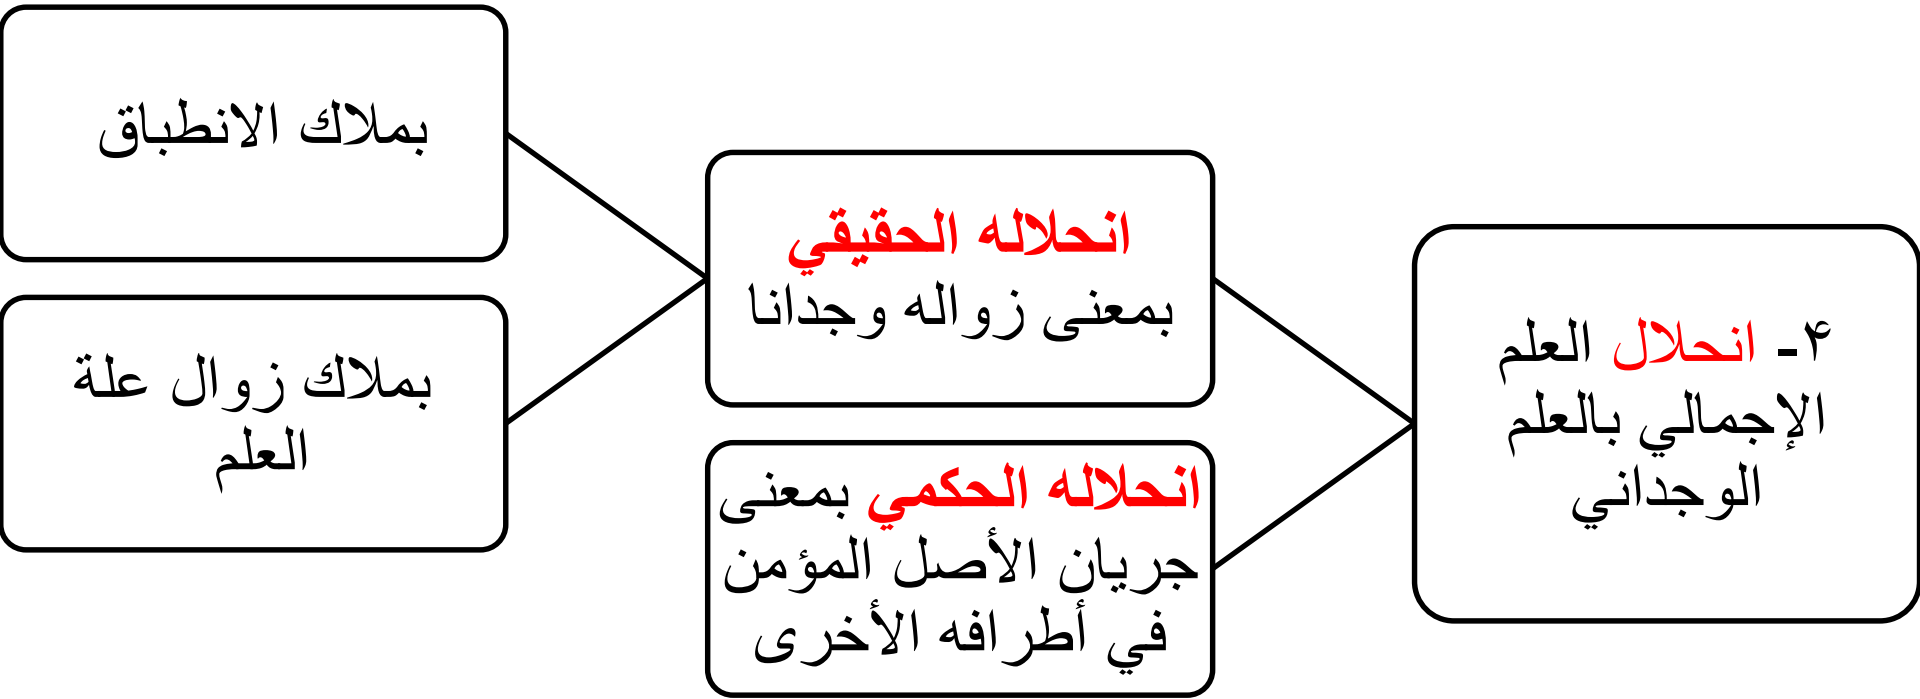 ۴- انحلال العلم
الإجمالي بالعلم
الوجداني
انحلاله الحقيقي
بمعنى زواله وجدانا
انحلاله الحكمي بمعنى
جريان الأصل المؤمن
في أطرافه الأخرى
بملاك الانطباق
بملاك زوال علة
العلم